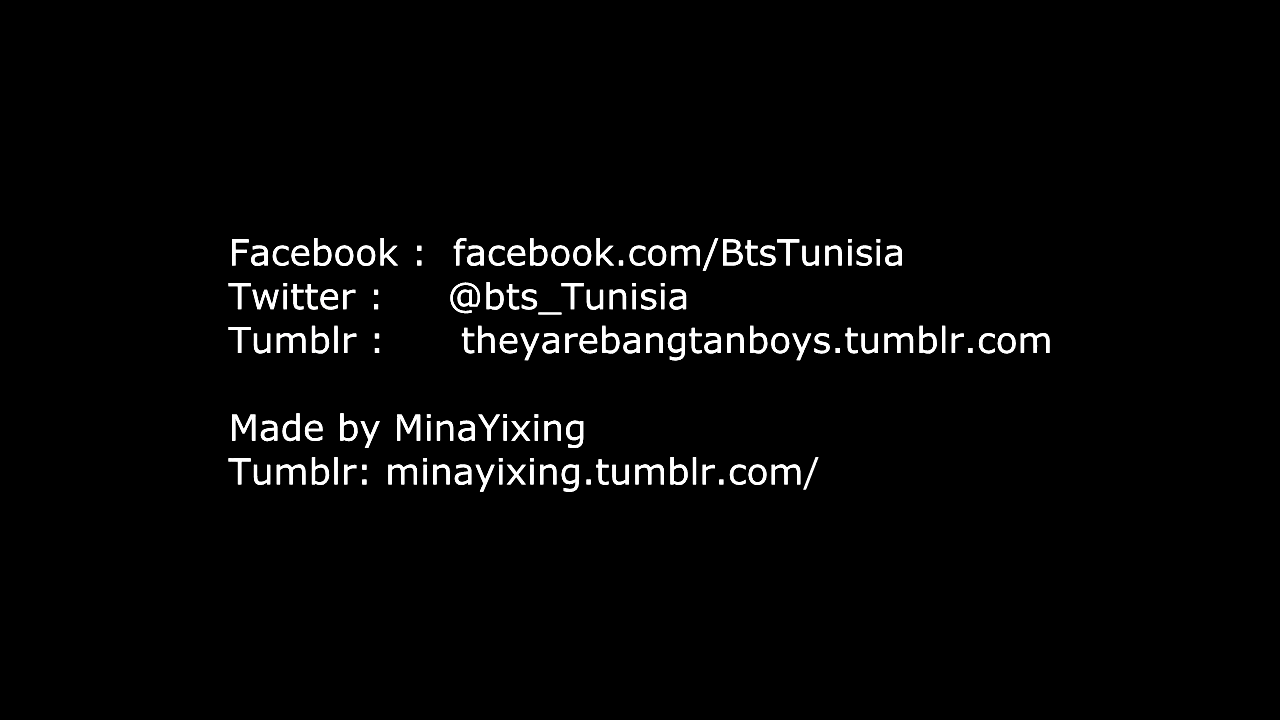 Facebook : facebook.com/BtsTunisia
Twitter : @bts_Tunisia
Tumblr : theyarebangtanboys.tumblr.com
Made by MinaYixing
Tumblr: minayixing.tumblr.com/